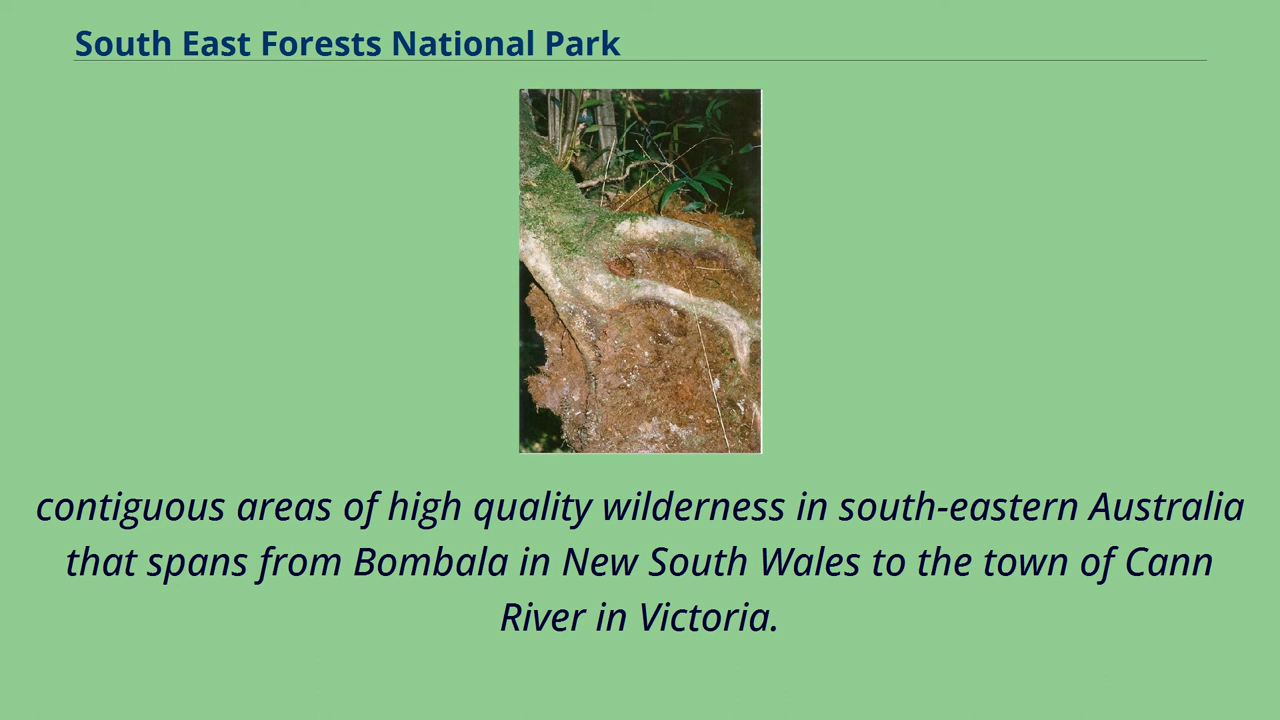 South East Forests National Park
contiguous areas of high quality wilderness in south-eastern Australia
that spans from Bombala in New South Wales to the town of Cann
River in Victoria.